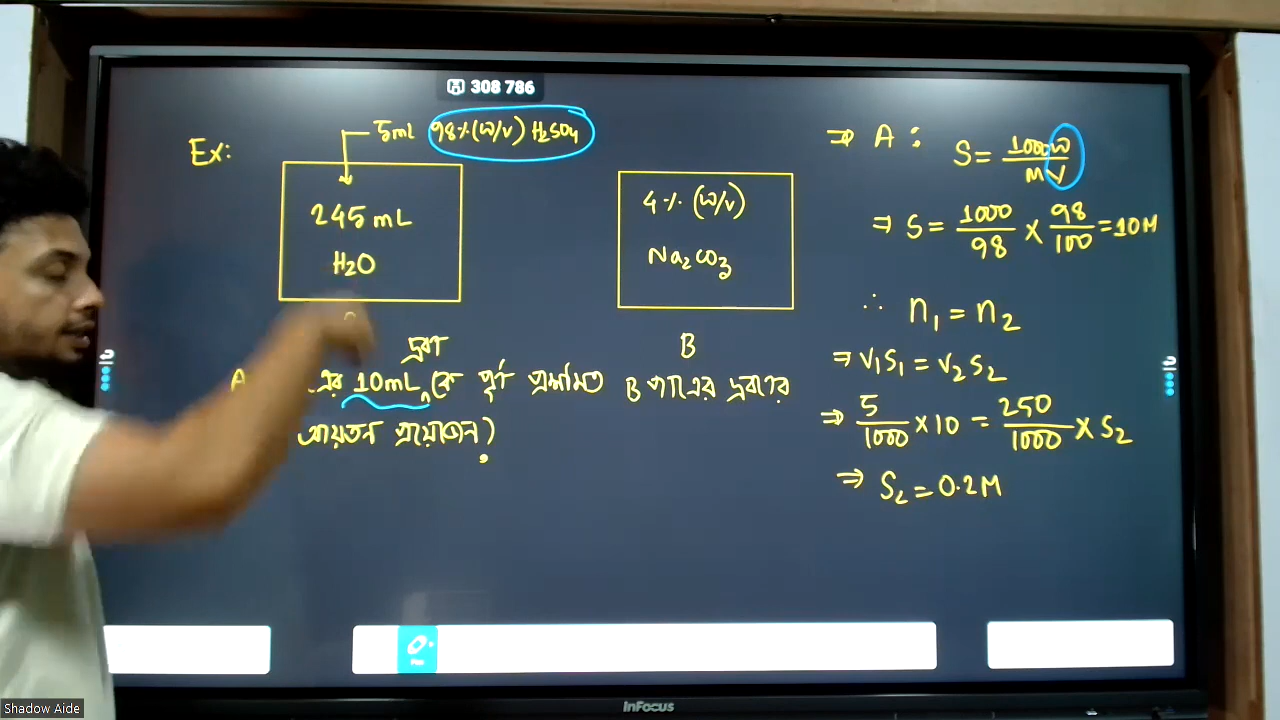 308 786
Ex:
5mL 98% (w/v) H₂SO₄
245 mL
H₂O
4% (w/v)
Na₂CO₃
B
দ্রবণ
A
এর 10mL কে পূর্ণ প্রশমিত B পাত্রের দ্রবণের
আয়তন প্রয়োজন?
⇒ A : S = 1000w / MV
⇒ S = 1000/98 × 98/100 = 10M
∴ n₁ = n₂
⇒ V₁S₁ = V₂S₂
⇒ 5/1000 × 10 = 250/1000 × S₂
⇒ S₂ = 0.2M
InFocus
Shadow Aide